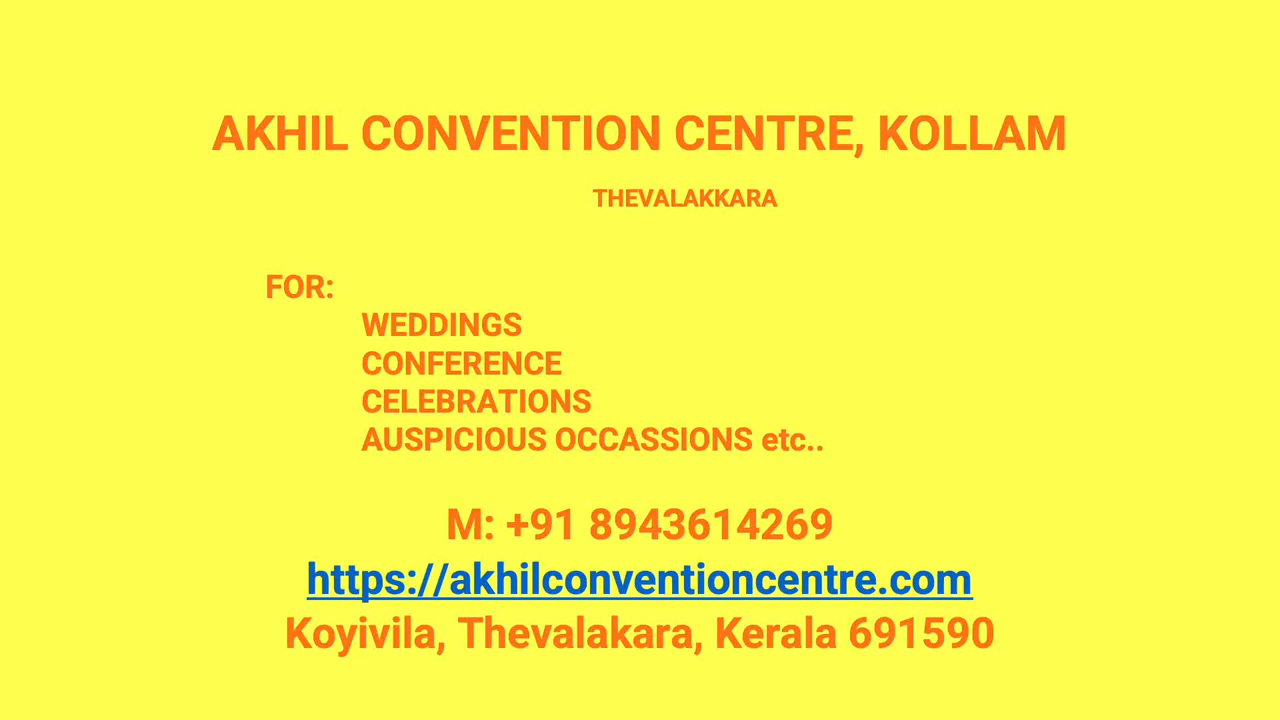 AKHIL CONVENTION CENTRE, KOLLAM
THEVALAKKARA
FOR:
WEDDINGS
CONFERENCE
CELEBRATIONS
AUSPICIOUS OCCASSIONS etc..
M: +91 8943614269
https://akhilconventioncentre.com
Koyivila, Thevalakara, Kerala 691590